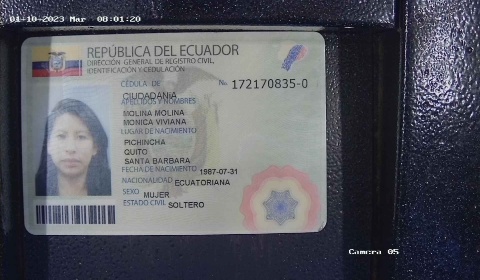 01-10-2023 Mar 08:01:20
REPÚBLICA DEL ECUADOR
DIRECCIÓN GENERAL DE REGISTRO CIVIL,
IDENTIFICACIÓN Y CEDULACIÓN
CÉDULA DE No 172170835-0
CIUDADANIA
APELLIDOS Y NOMBRES
MOLINA MOLINA
MONICA VIVIANA
LUGAR DE NACIMIENTO
PICHINCHA
QUITO
SANTA BARBARA
FECHA DE NACIMIENTO 1987-07-31
NACIONALIDAD ECUATORIANA
SEXO MUJER
ESTADO CIVIL SOLTERO
Camera 05